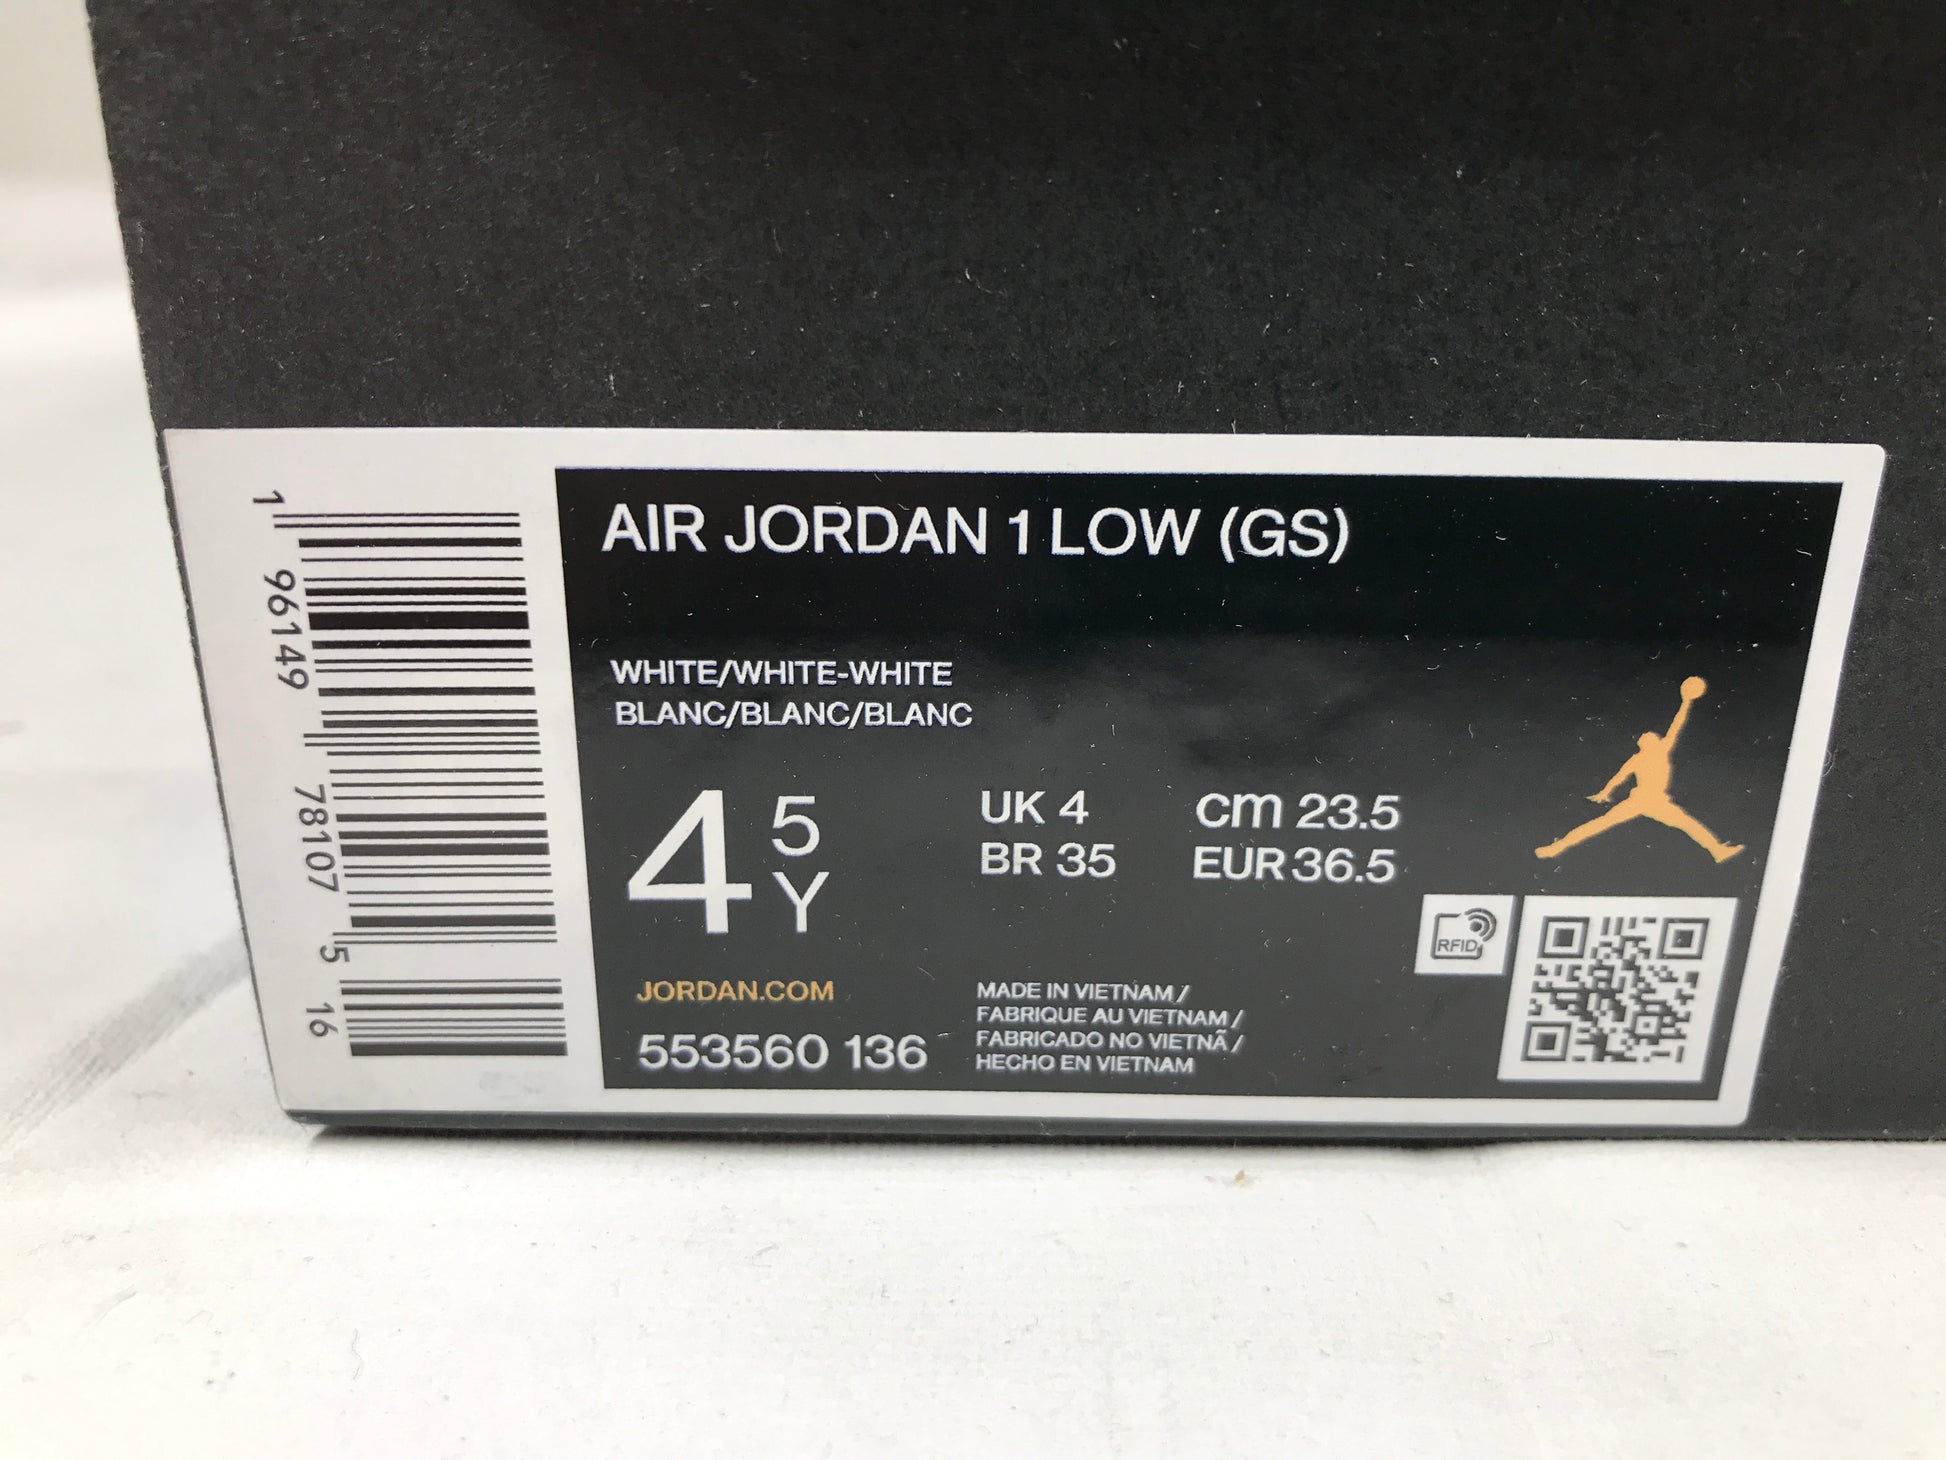 AIR JORDAN 1 LOW (GS)
WHITE/WHITE-WHITE
BLANC/BLANC/BLANC
4 5 Y
UK 4
BR 35
cm 23.5
EUR 36.5
RFID
JORDAN.COM
553560 136
MADE IN VIETNAM /
FABRIQUE AU VIETNAM /
FABRICADO NO VIETNÃ /
HECHO EN VIETNAM
1 96149 78107 5 16